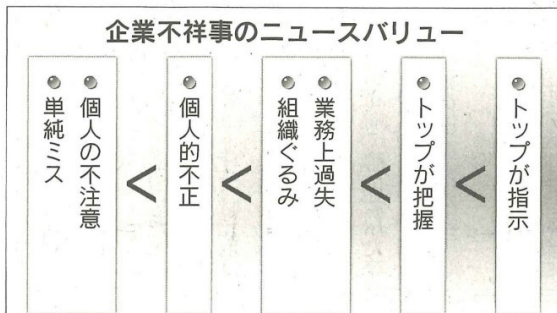 企業不祥事のニュースバリュー
トップが指示
＜
トップが把握
＜
業務上過失
組織ぐるみ
＜
個人的不正
＜
個人の不注意
単純ミス